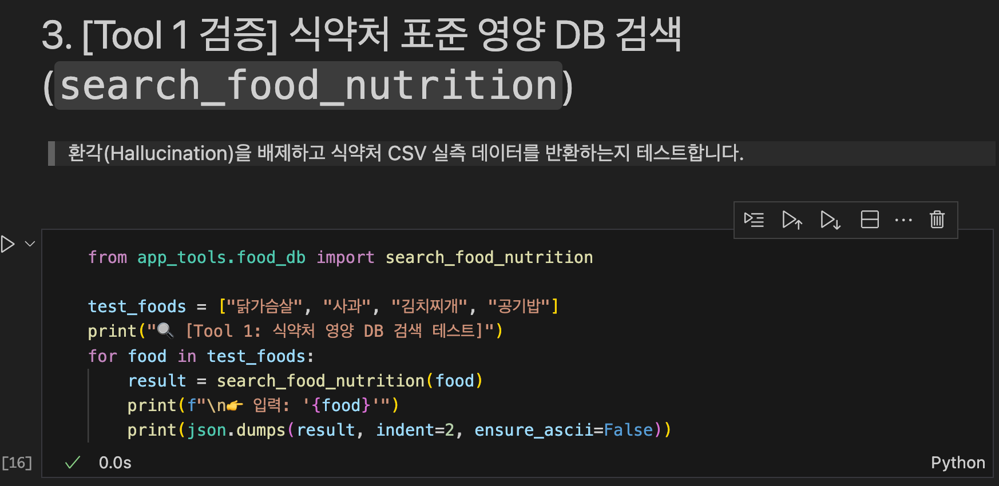 3. [Tool 1 검증] 식약처 표준 영양 DB 검색
(search_food_nutrition)
환각(Hallucination)을 배제하고 식약처 CSV 실측 데이터를 반환하는지 테스트합니다.
from app_tools.food_db import search_food_nutrition
test_foods = ["닭가슴살", "사과", "김치찌개", "공기밥"]
print("🔍 [Tool 1: 식약처 영양 DB 검색 테스트]")
for food in test_foods:
    result = search_food_nutrition(food)
    print(f"\n👉 입력: '{food}'")
    print(json.dumps(result, indent=2, ensure_ascii=False))
[16] 0.0s Python